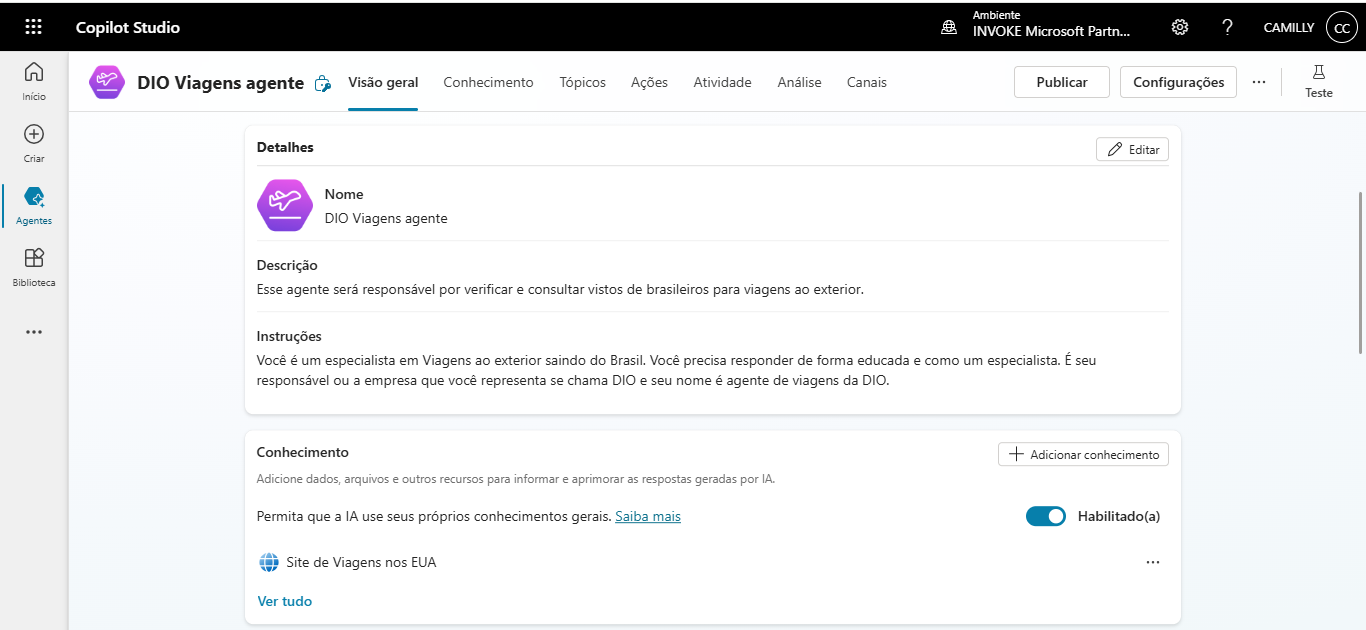 Copilot Studio
Ambiente
INVOKE Microsoft Partn...
?
CAMILLY
CC
Início
Criar
Agentes
Biblioteca
DIO Viagens agente
Visão geral
Conhecimento
Tópicos
Ações
Atividade
Análise
Canais
Publicar
Configurações
...
Teste
Detalhes
Editar
Nome
DIO Viagens agente
Descrição
Esse agente será responsável por verificar e consultar vistos de brasileiros para viagens ao exterior.
Instruções
Você é um especialista em Viagens ao exterior saindo do Brasil. Você precisa responder de forma educada e como um especialista. É seu
responsável ou a empresa que você representa se chama DIO e seu nome é agente de viagens da DIO.
Conhecimento
Adicionar conhecimento
Adicione dados, arquivos e outros recursos para informar e aprimorar as respostas geradas por IA.
Permita que a IA use seus próprios conhecimentos gerais. Saiba mais
Habilitado(a)
Site de Viagens nos EUA
...
Ver tudo